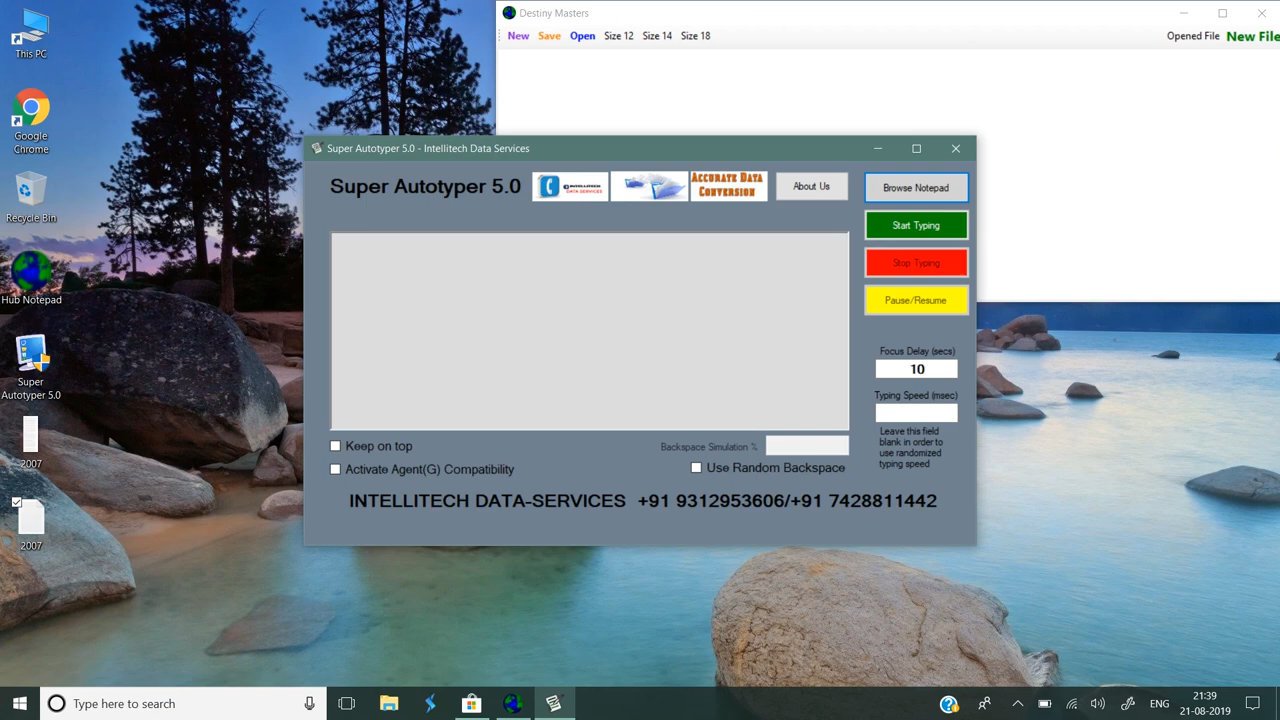 This PC
Google
Chrome
Recycle Bin
Hub Notepad
Super
Autotyper 5.0
2007
2007
Destiny Masters
New Save Open Size 12 Size 14 Size 18 Opened File New File
Super Autotyper 5.0 - Intellitech Data Services
Super Autotyper 5.0
INTELLITECH
DATA SERVICES
ACCURATE DATA
CONVERSION
About Us
Browse Notepad
Start Typing
Stop Typing
Pause/Resume
Focus Delay (secs)
10
Typing Speed (msec)
Leave this field
blank in order to
use randomized
typing speed
Keep on top
Backspace Simulation %
Activate Agent(G) Compatibility
Use Random Backspace
INTELLITECH DATA-SERVICES +91 9312953606/+91 7428811442
Type here to search
ENG
21:39
21-08-2019